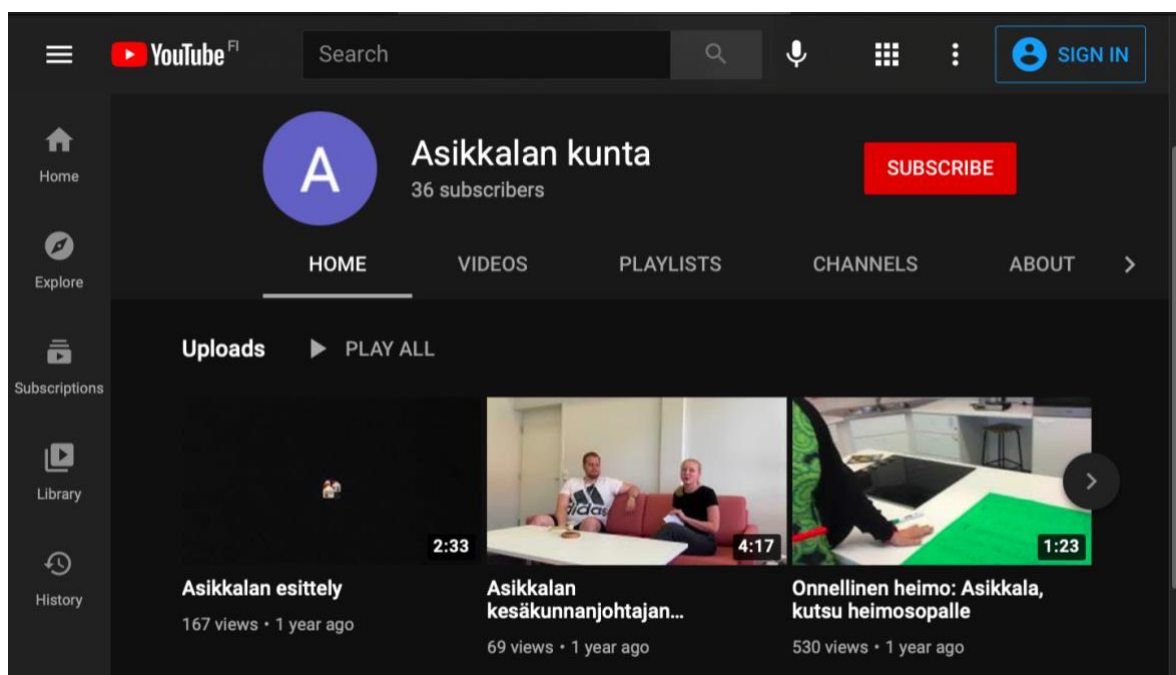 YouTube FI
Search
SIGN IN
Home
Explore
Subscriptions
Library
History
A
Asikkalan kunta
36 subscribers
SUBSCRIBE
HOME VIDEOS PLAYLISTS CHANNELS ABOUT
Uploads PLAY ALL
2:33
Asikkalan esittely
167 views • 1 year ago
adidas
4:17
Asikkalan
kesäkunnanjohtajan...
69 views • 1 year ago
1:23
Onnellinen heimo: Asikkala,
kutsu heimosopalle
530 views • 1 year ago